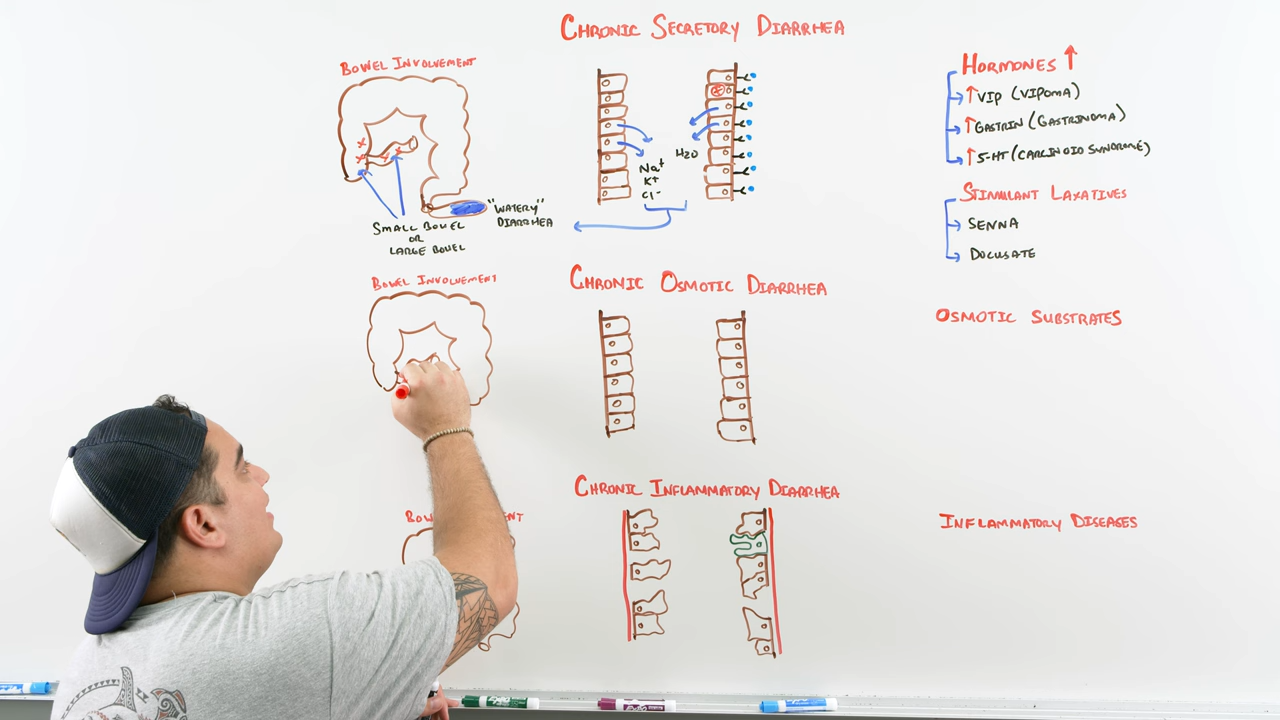 CHRONIC SECRETORY DIARRHEA
BOWEL INVOLVEMENT
SMALL BOWEL
OR
LARGE BOWEL
"WATERY"
DIARRHEA
Na+
K+
Cl-
H2O
HORMONES ↑
↑VIP (VIPOMA)
↑GASTRIN (GASTRINOMA)
↑5-HT (CARCINOID SYNDROME)
STIMULANT LAXATIVES
SENNA
DOCUSATE
BOWEL INVOLVEMENT
CHRONIC OSMOTIC DIARRHEA
OSMOTIC SUBSTRATES
CHRONIC INFLAMMATORY DIARRHEA
INFLAMMATORY DISEASES